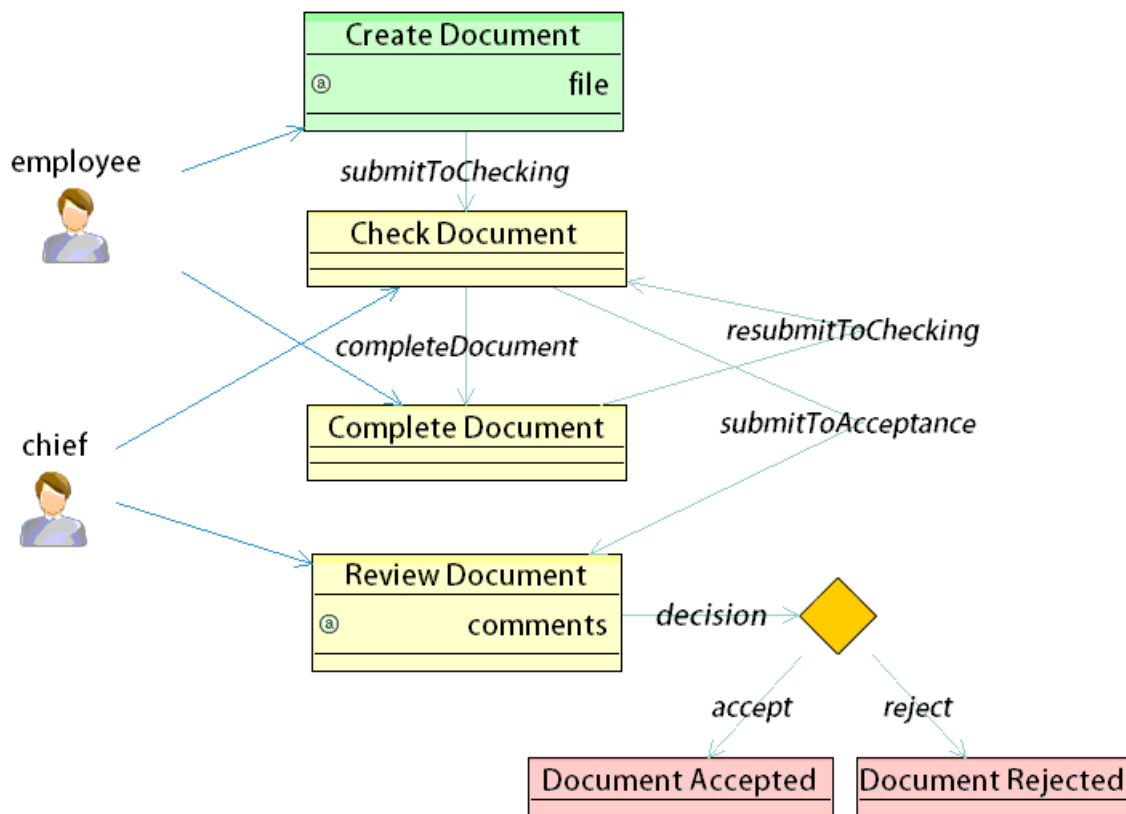 Create Document
ⓐ file
employee
submitToChecking
Check Document
resubmitToChecking
completeDocument
Complete Document
submitToAcceptance
chief
Review Document
ⓐ comments
decision
accept
reject
Document Accepted
Document Rejected